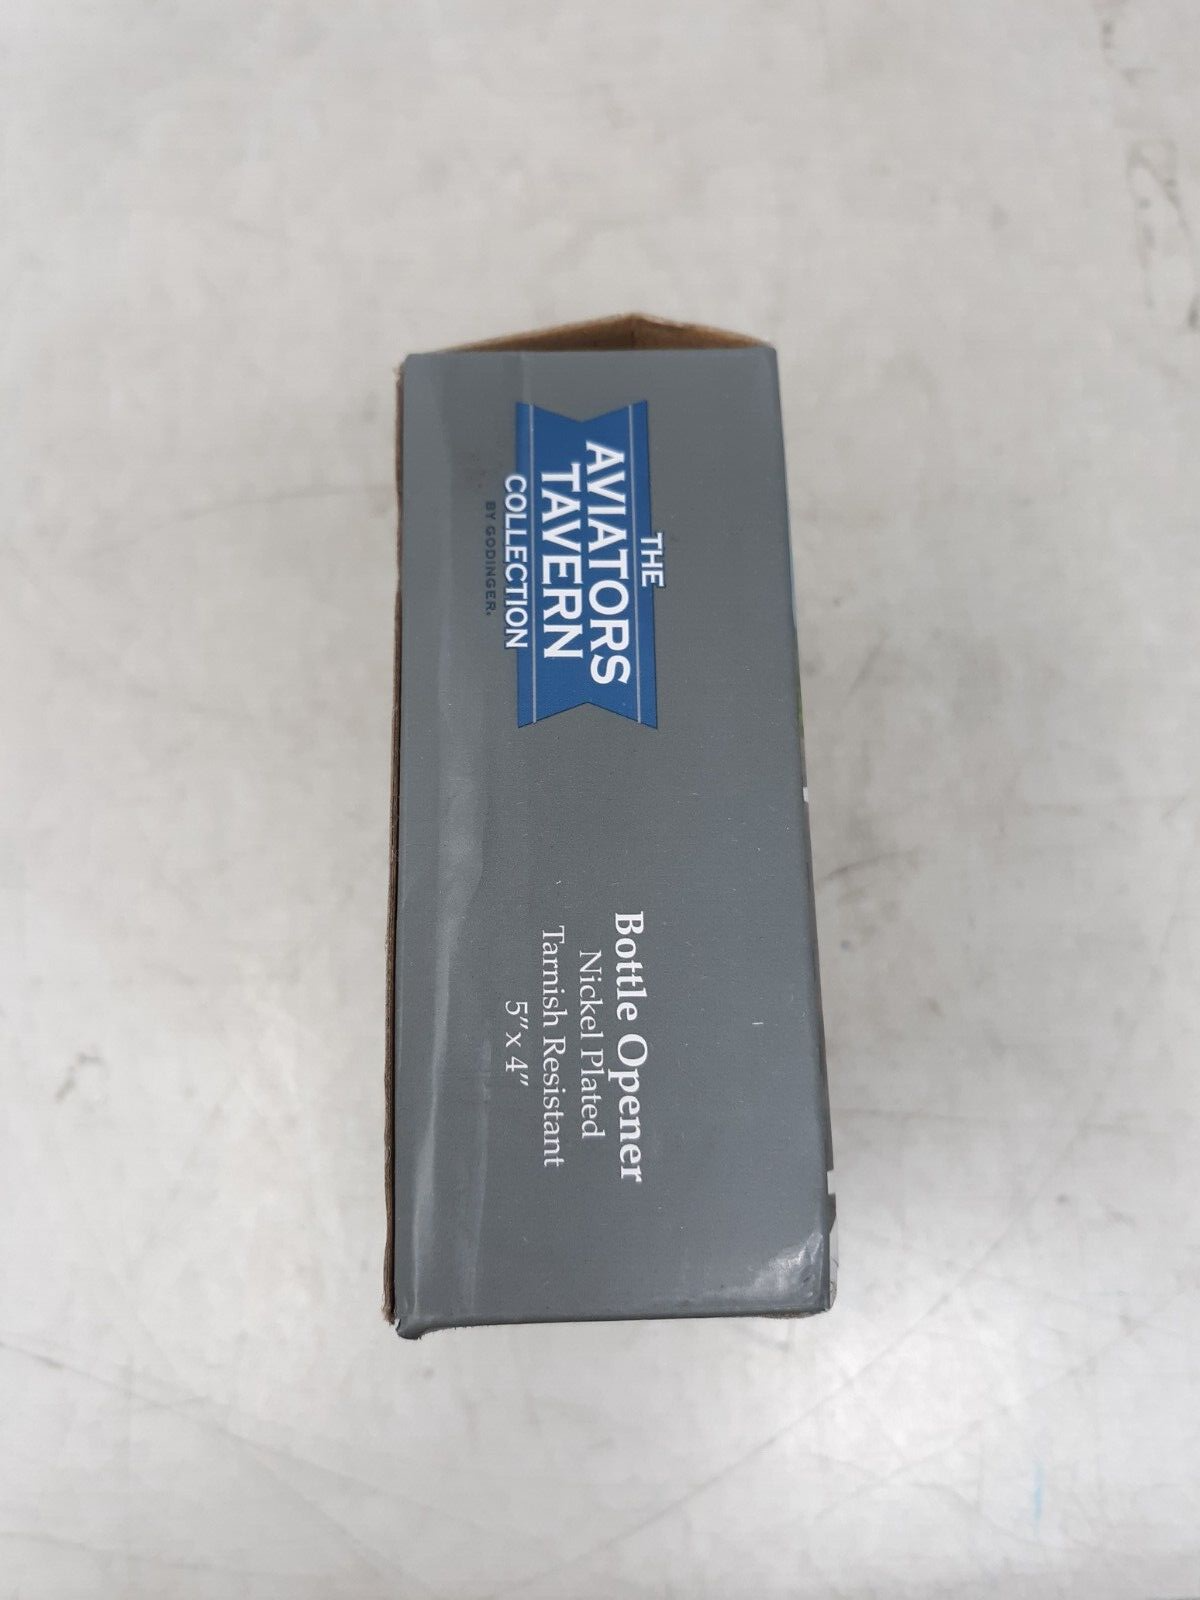 THE
AVIATORS
TAVERN
COLLECTION
BY GODINGER.
Bottle Opener
Nickel Plated
Tarnish Resistant
5"x 4"